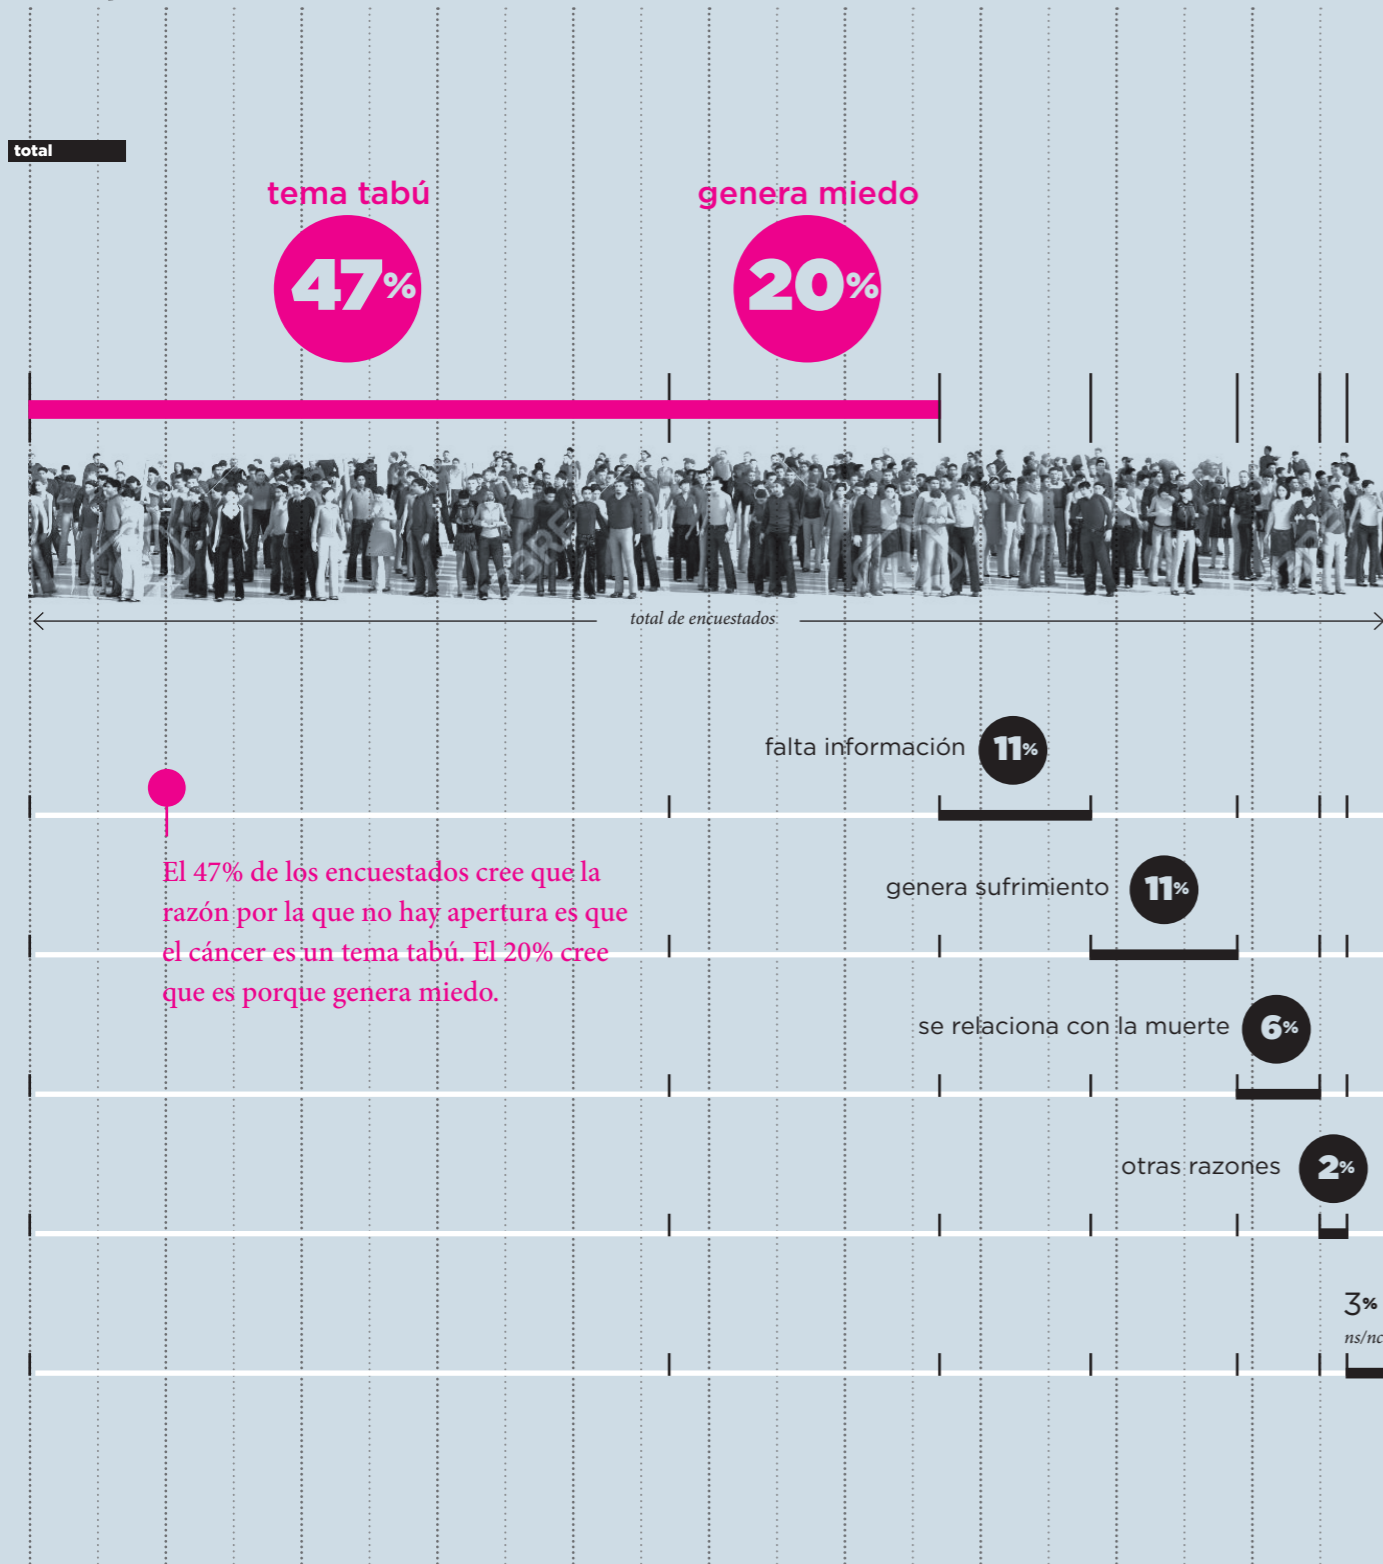 total
tema tabú
47%
genera miedo
20%
total de encuestados
falta información
11%
El 47% de los encuestados cree que la
razón por la que no hay apertura es que
el cáncer es un tema tabú. El 20% cree
que es porque genera miedo.
genera sufrimiento
11%
se relaciona con la muerte
6%
otras razones
2%
3%
ns/nc